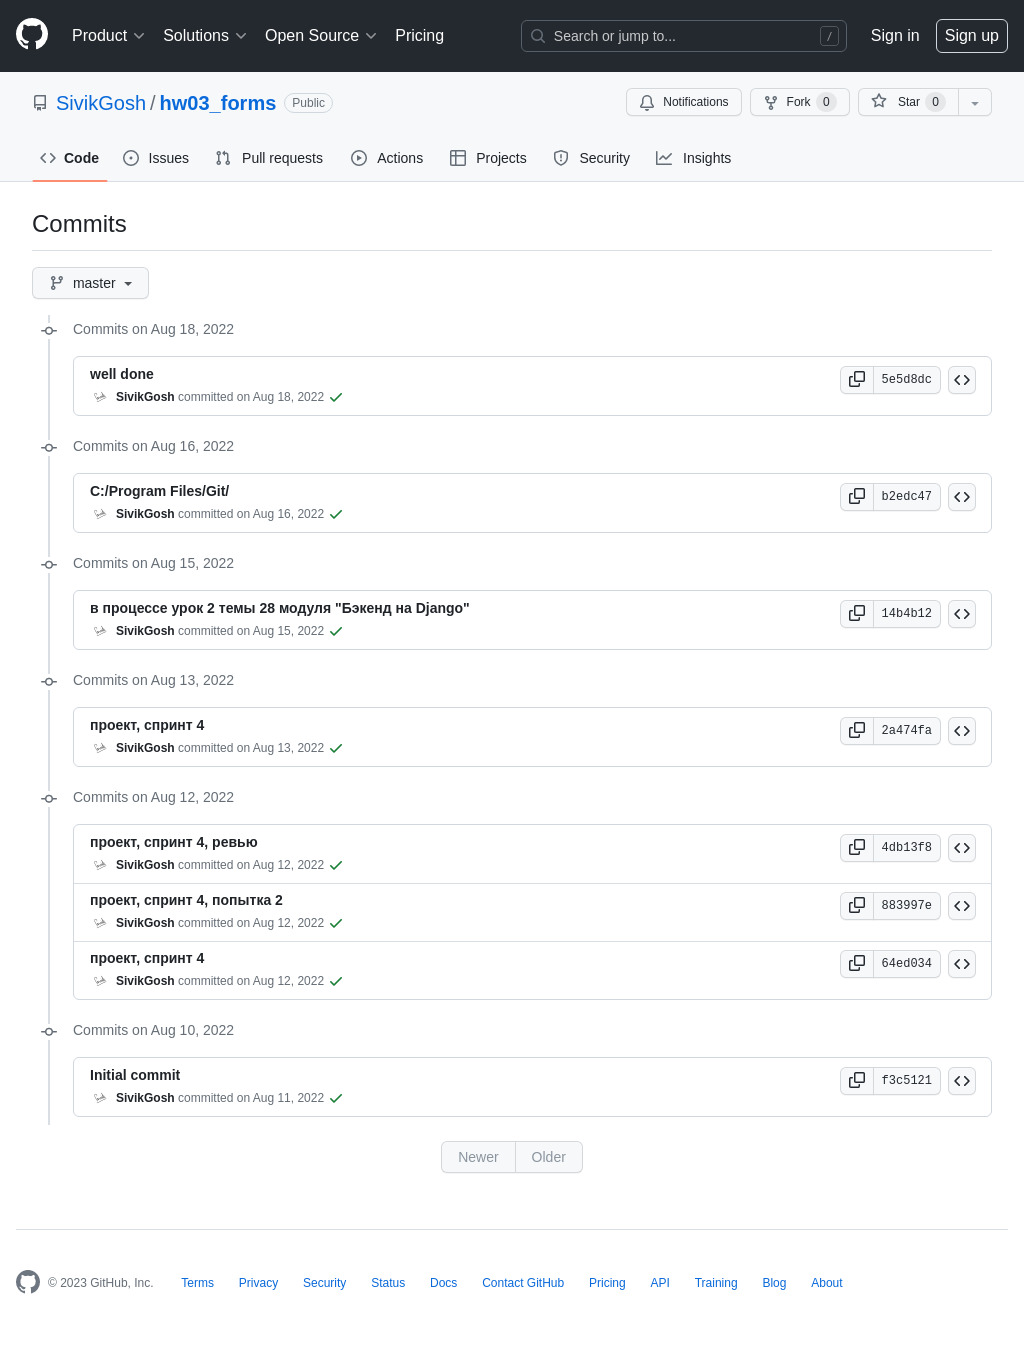 Product Solutions Open Source Pricing Search or jump to... / Sign in Sign up
SivikGosh / hw03_forms Public Notifications Fork 0 Star 0
Code Issues Pull requests Actions Projects Security Insights
Commits
master
Commits on Aug 18, 2022
well done
5e5d8dc
SivikGosh committed on Aug 18, 2022
Commits on Aug 16, 2022
C:/Program Files/Git/
b2edc47
SivikGosh committed on Aug 16, 2022
Commits on Aug 15, 2022
в процессе урок 2 темы 28 модуля "Бэкенд на Django"
14b4b12
SivikGosh committed on Aug 15, 2022
Commits on Aug 13, 2022
проект, спринт 4
2a474fa
SivikGosh committed on Aug 13, 2022
Commits on Aug 12, 2022
проект, спринт 4, ревью
4db13f8
SivikGosh committed on Aug 12, 2022
проект, спринт 4, попытка 2
883997e
SivikGosh committed on Aug 12, 2022
проект, спринт 4
64ed034
SivikGosh committed on Aug 12, 2022
Commits on Aug 10, 2022
Initial commit
f3c5121
SivikGosh committed on Aug 11, 2022
Newer Older
© 2023 GitHub, Inc. Terms Privacy Security Status Docs Contact GitHub Pricing API Training Blog About